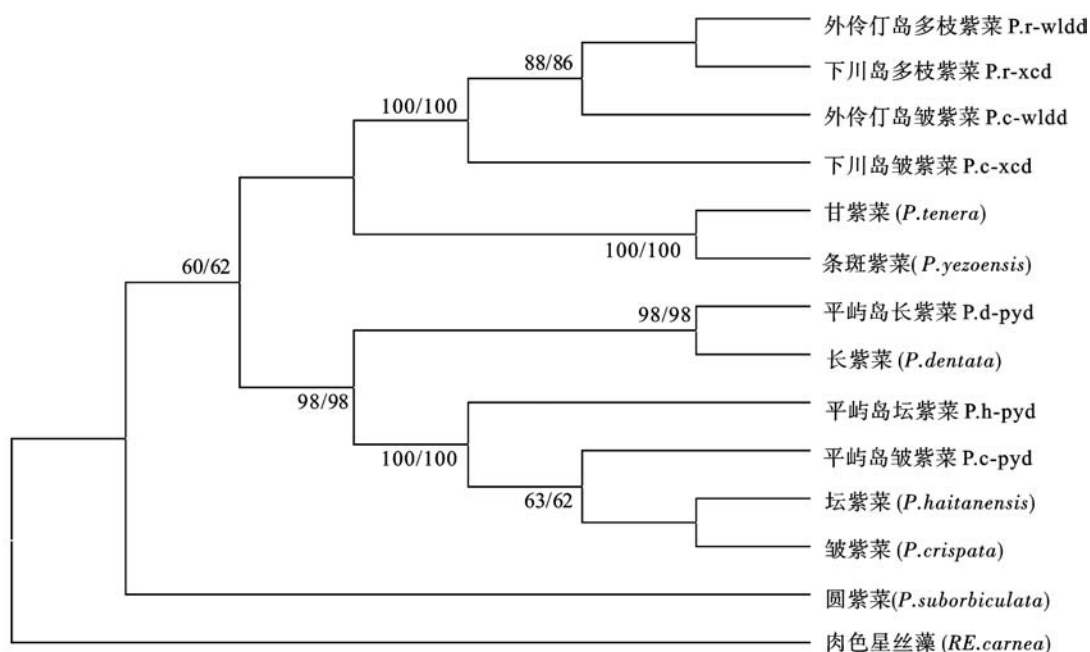 外伶仃岛多枝紫菜 P.r-wldd
88/86
下川岛多枝紫菜 P.r-xcd
100/100
外伶仃岛皱紫菜 P.c-wldd
下川岛皱紫菜 P.c-xcd
甘紫菜 (P.tenera)
100/100
条斑紫菜(P.yezoensis)
60/62
平屿岛长紫菜 P.d-pyd
98/98
长紫菜 (P.dentata)
98/98
平屿岛坛紫菜 P.h-pyd
100/100
平屿岛皱紫菜 P.c-pyd
63/62
坛紫菜 (P.haitanensis)
皱紫菜 (P.crispata)
圆紫菜(P.suborbiculata)
肉色星丝藻 (RE.carnea)